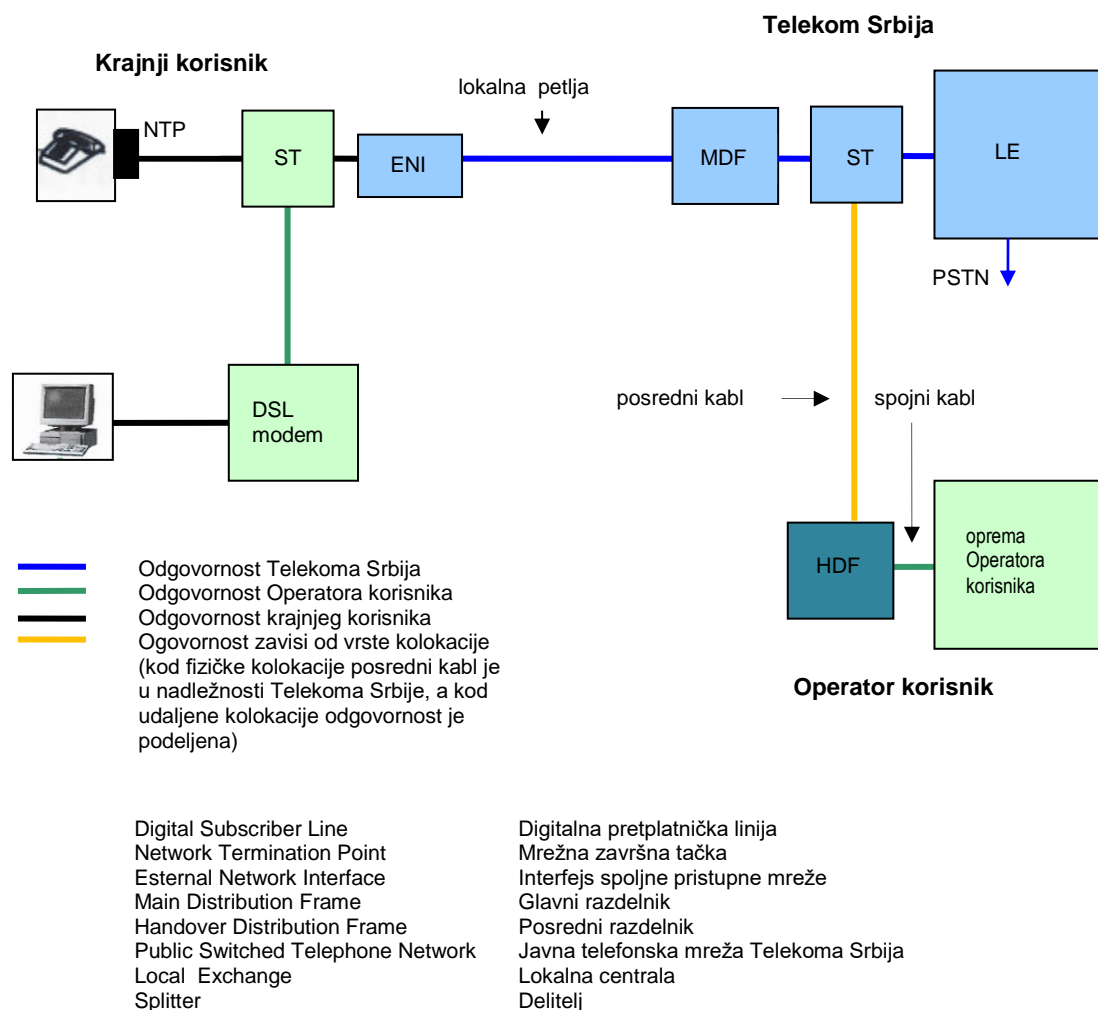 Telekom Srbija
Krajnji korisnik
lokalna petlja
NTP
ST
ENI
MDF
ST
LE
PSTN
DSL
modem
posredni kabl
spojni kabl
HDF
oprema
Operatora
korisnika
Operator korisnik
Odgovornost Telekoma Srbija
Odgovornost Operatora korisnika
Odgovornost krajnjeg korisnika
Ogovornost zavisi od vrste kolokacije
(kod fizičke kolokacije posredni kabl je
u nadležnosti Telekoma Srbije, a kod
udaljene kolokacije odgovornost je
podeljena)
Digital Subscriber Line Digitalna pretplatnička linija
Network Termination Point Mrežna završna tačka
Esternal Network Interface Interfejs spoljne pristupne mreže
Main Distribution Frame Glavni razdelnik
Handover Distribution Frame Posredni razdelnik
Public Switched Telephone Network Javna telefonska mreža Telekoma Srbija
Local Exchange Lokalna centrala
Splitter Delitelj